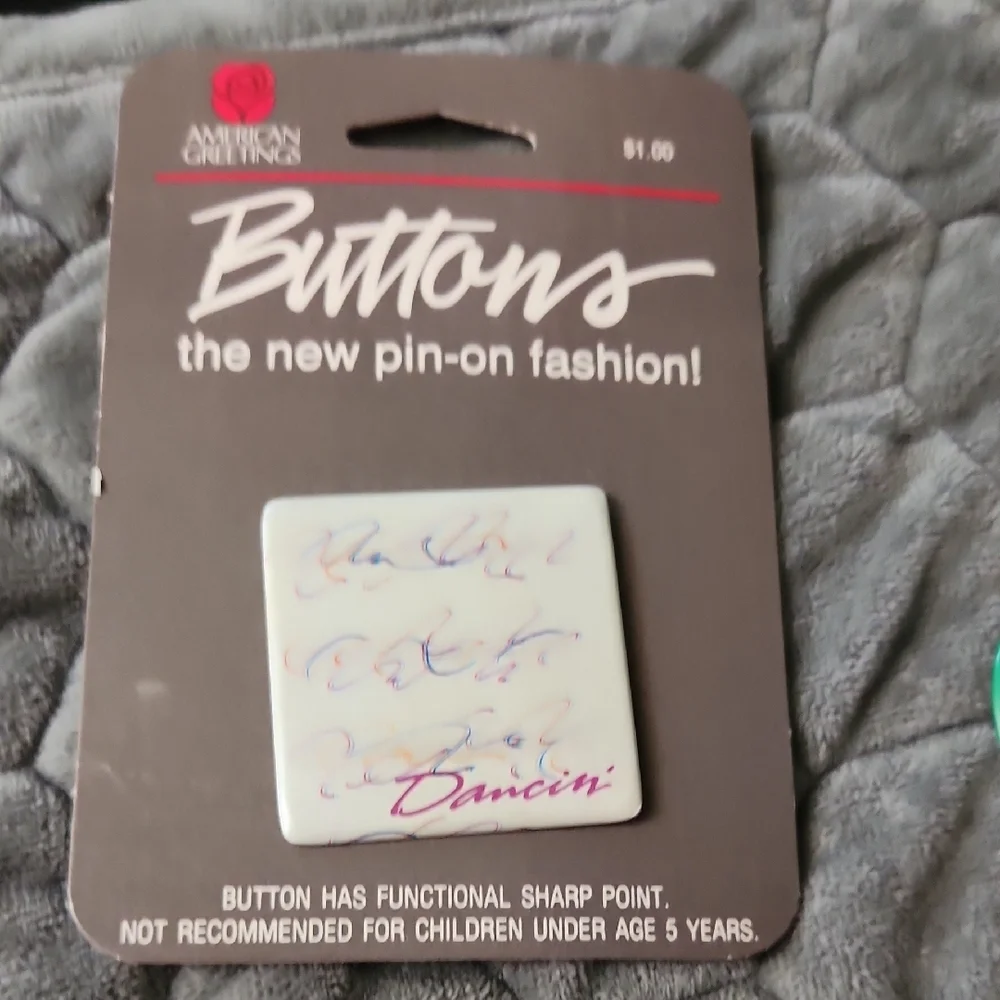 AMERICAN
GREETINGS
$1.00
Buttons
the new pin-on fashion!
Dancin'
BUTTON HAS FUNCTIONAL SHARP POINT.
NOT RECOMMENDED FOR CHILDREN UNDER AGE 5 YEARS.